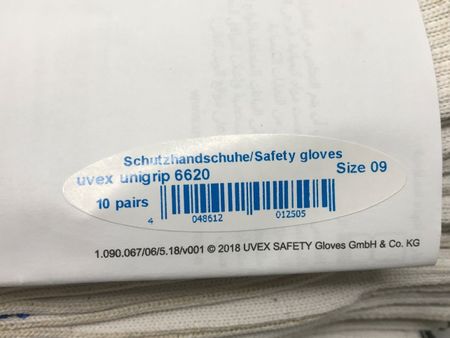 Schutzhandschuhe/Safety gloves
uvex unigrip 6620 Size 09
10 pairs
4 048612 012505
1.090.067/06/5.18/v001 © 2018 UVEX SAFETY Gloves GmbH & Co. KG